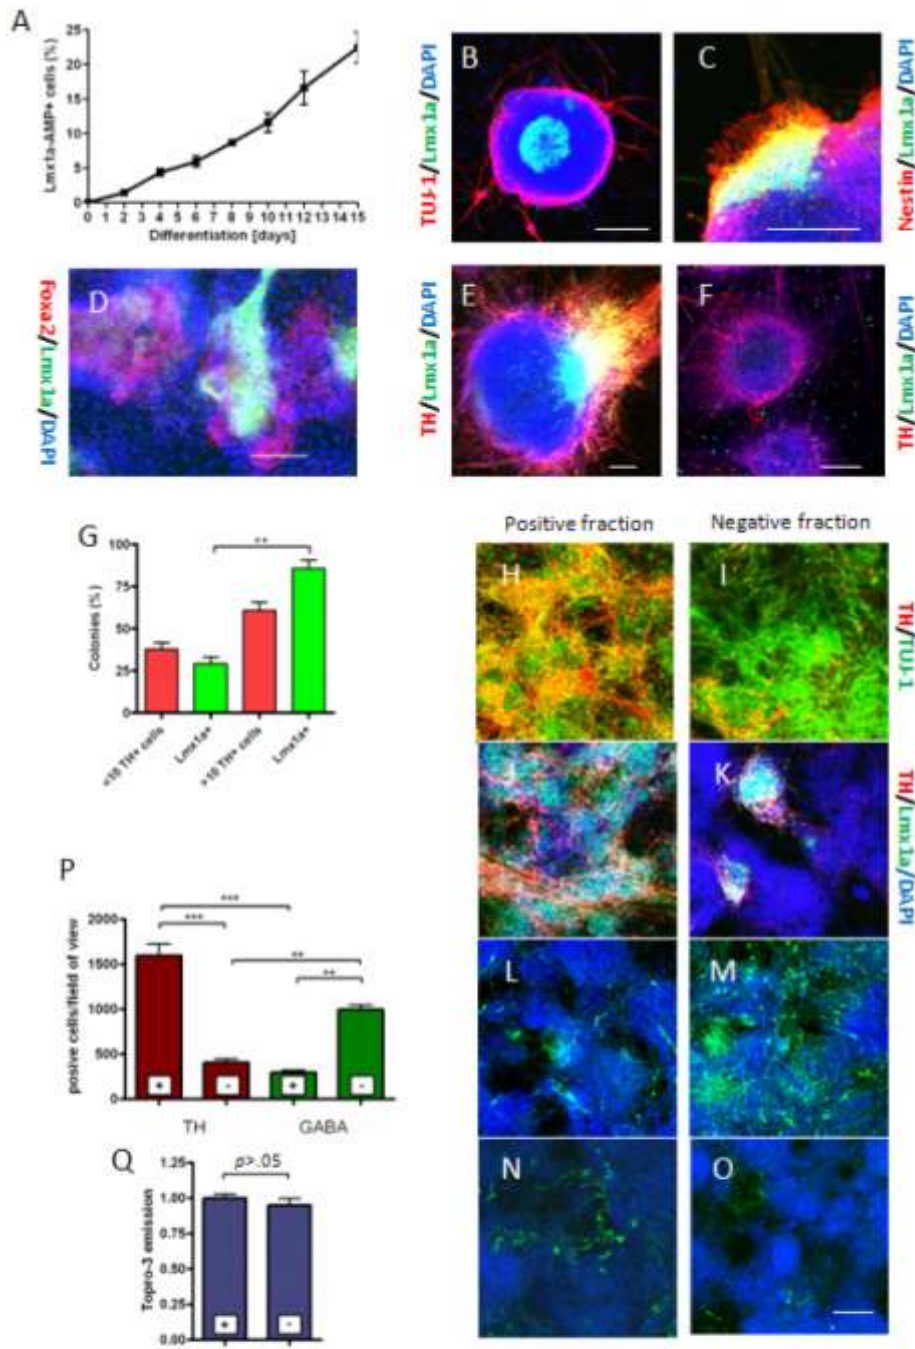 A
Lmx1a-AMP+ cells (%)
25
20
15
10
5
0
0 1 2 3 4 5 6 7 8 9 10 11 12 13 14 15
Differentiation [days]
B
TUJ-1/Lmx1a/DAPI
C
Nestin/Lmx1a/DAPI
D
Foxa2/Lmx1a/DAPI
E
TH/Lmx1a/DAPI
F
TH/Lmx1a/DAPI
G
Colonies (%)
100
75
50
25
0
**
<10 TH+ cells
Lmx1a+
>10 TH+ cells
Lmx1a+
Positive fraction
Negative fraction
H
I
TH/TUJ-1
K
TH/Lmx1a/DAPI
L
M
N
O
P
posive cells/field of view
2000
1500
1000
500
0
***
***
**
**
+
-
+
-
TH
GABA
Q
Topro-3 emission
1.25
1.00
0.75
0.50
0.25
0.00
p>.05
+
-